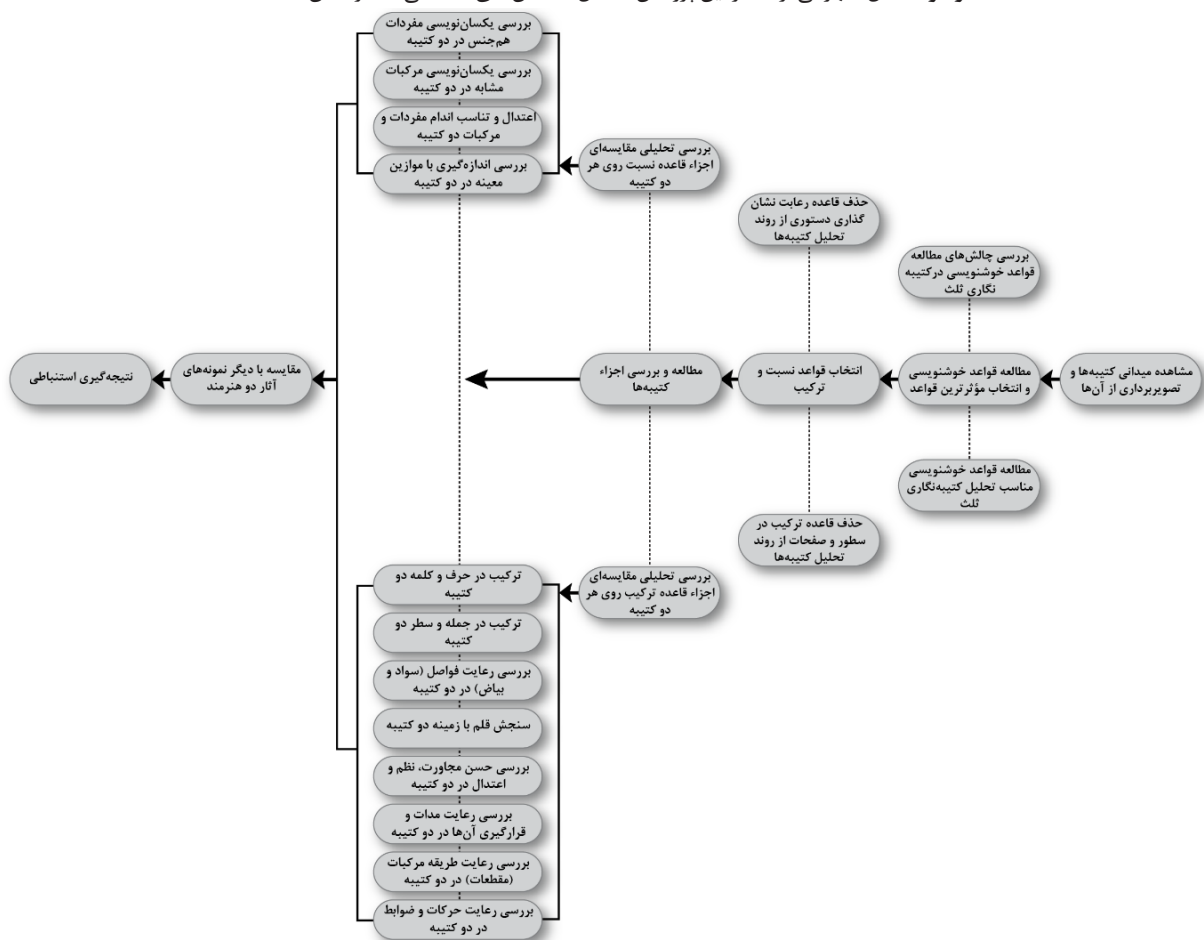 بررسی یکسان‌نویسی مفردات
هم‌جنس در دو کتیبه
بررسی یکسان‌نویسی مرکبات
مشابه در دو کتیبه
اعتدال و تناسب اندام مفردات و
مرکبات دو کتیبه
بررسی اندازه‌گیری با موازین
معینه در دو کتیبه
بررسی تحلیلی مقایسه‌ای
اجزاء قاعده نسبت روی هر
دو کتیبه
حذف قاعده رعایت نشان
گذاری دستوری از روند
تحلیل کتیبه‌ها
بررسی چالش‌های مطالعه
قواعد خوشنویسی درکتیبه
نگاری ثلث
مشاهده میدانی کتیبه‌ها و
تصویربرداری از آن‌ها
مطالعه قواعد خوشنویسی
و انتخاب مؤثرترین قواعد
انتخاب قواعد نسبت و
ترکیب
مطالعه و بررسی اجزاء
کتیبه‌ها
مقایسه با دیگر نمونه‌های
آثار دو هنرمند
نتیجه‌گیری استنباطی
مطالعه قواعد خوشنویسی
مناسب تحلیل کتیبه‌نگاری
ثلث
حذف قاعده ترکیب در
سطور و صفحات از روند
تحلیل کتیبه‌ها
بررسی تحلیلی مقایسه‌ای
اجزاء قاعده ترکیب روی هر
دو کتیبه
ترکیب در حرف و کلمه دو
کتیبه
ترکیب در جمله و سطر دو
کتیبه
بررسی رعایت فواصل (سواد و
بیاض) در دو کتیبه
سنجش قلم با زمینه دو کتیبه
بررسی حسن مجاورت، نظم و
اعتدال در دو کتیبه
بررسی رعایت مدات و
قرارگیری آن‌ها در دو کتیبه
بررسی رعایت طریقه مرکبات
(مقطعات) در دو کتیبه
بررسی رعایت حرکات و ضوابط
در دو کتیبه